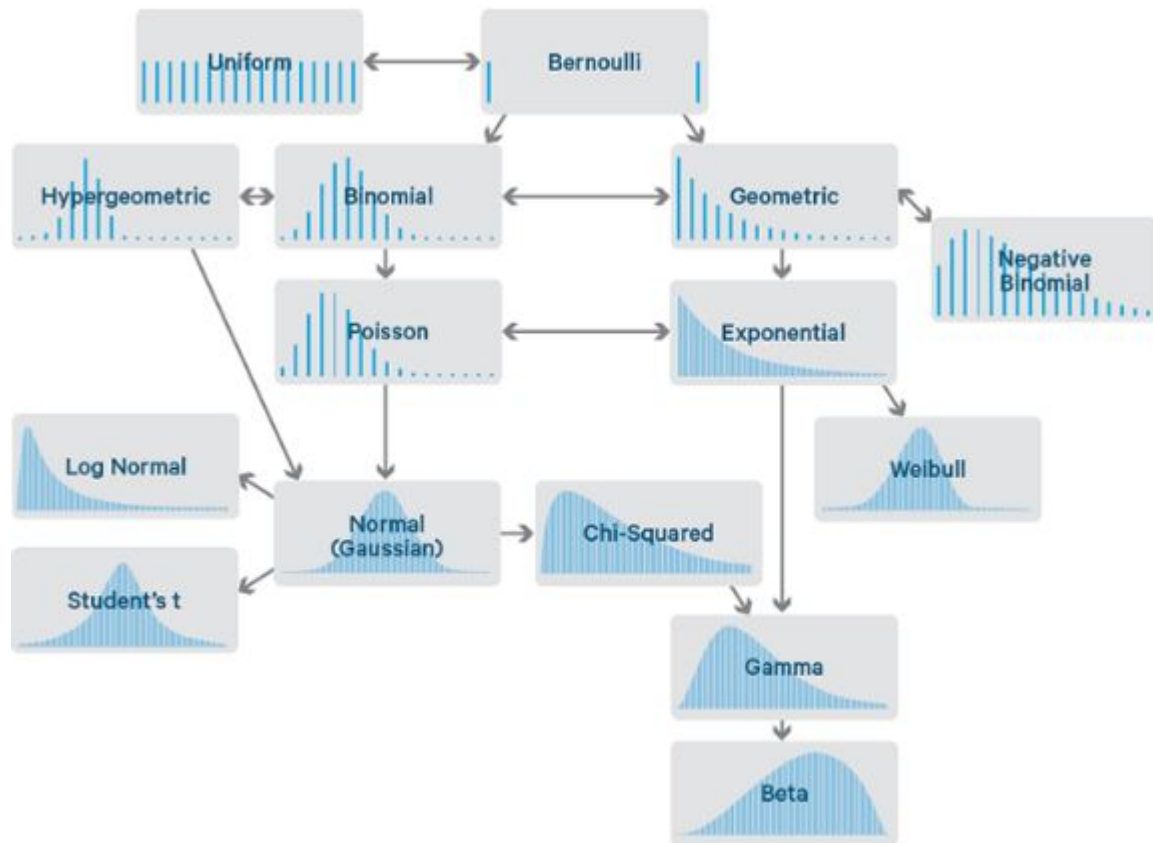 Uniform
Bernoulli
Hypergeometric
Binomial
Geometric
Negative
Binomial
Poisson
Exponential
Log Normal
Weibull
Normal
(Gaussian)
Chi-Squared
Student's t
Gamma
Beta